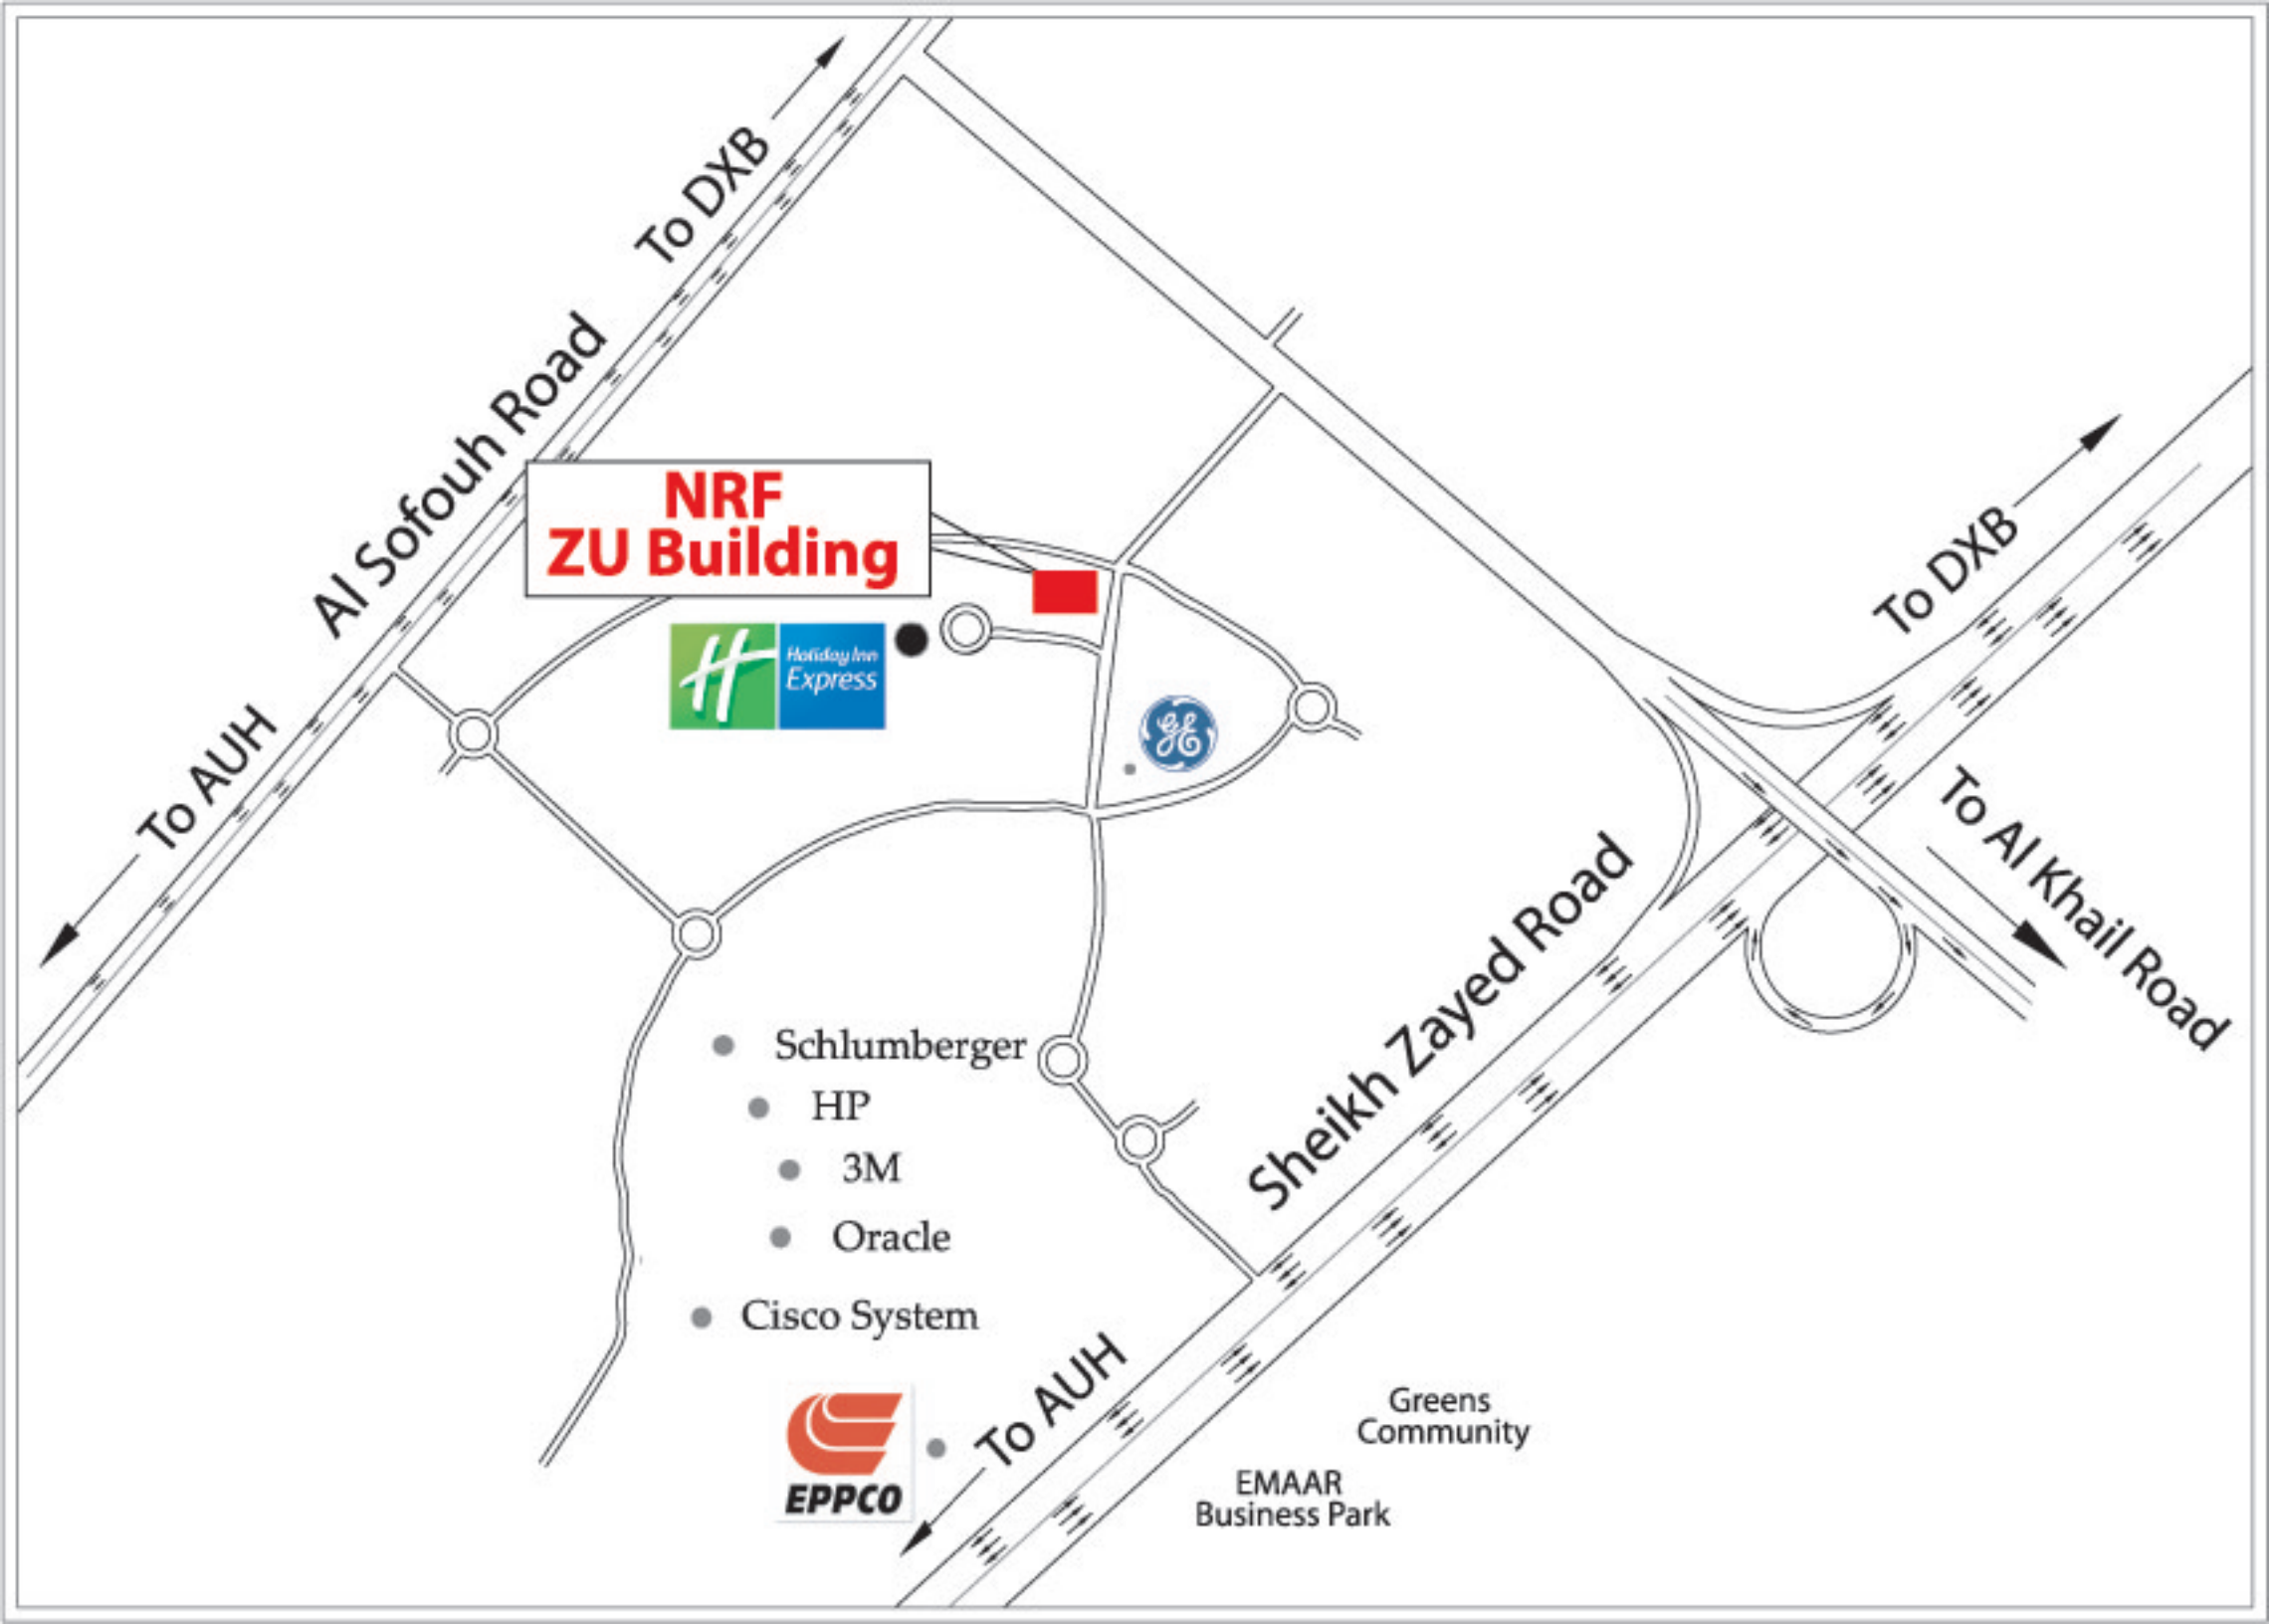 To DXB
Al Sofouh Road
To AUH
NRF
ZU Building
Holiday Inn
Express
GE
To DXB
To Al Khail Road
Sheikh Zayed Road
Schlumberger
HP
3M
Oracle
Cisco System
EPPCO
To AUH
Greens
Community
EMAAR
Business Park